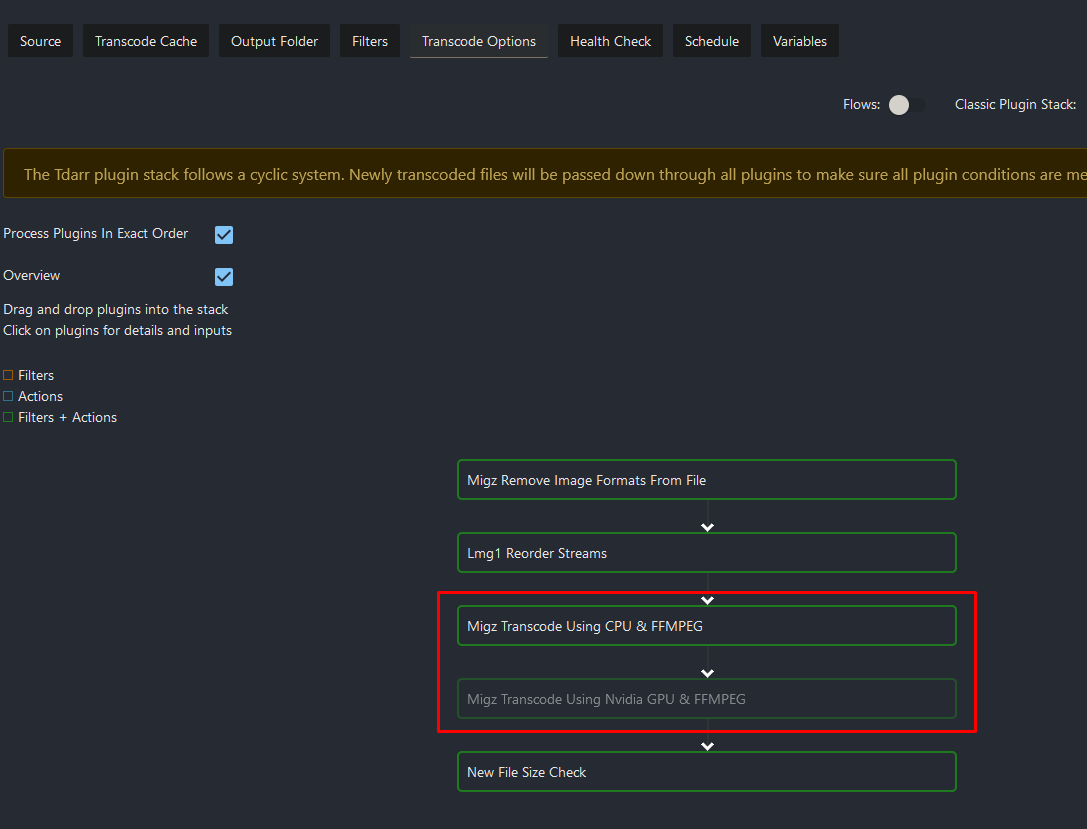 Source Transcode Cache Output Folder Filters Transcode Options Health Check Schedule Variables
Flows: Classic Plugin Stack:
The Tdarr plugin stack follows a cyclic system. Newly transcoded files will be passed down through all plugins to make sure all plugin conditions are me
Process Plugins In Exact Order
Overview
Drag and drop plugins into the stack
Click on plugins for details and inputs
Filters
Actions
Filters + Actions
Migz Remove Image Formats From File
Lmg1 Reorder Streams
Migz Transcode Using CPU & FFMPEG
Migz Transcode Using Nvidia GPU & FFMPEG
New File Size Check